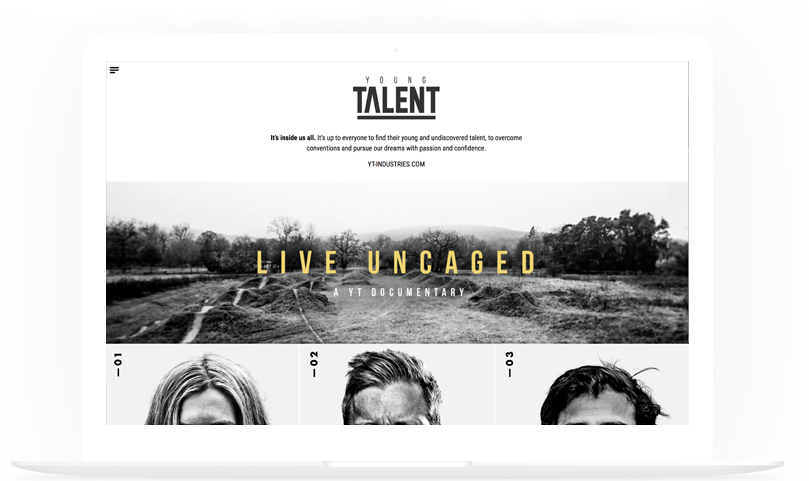 YOUNG
TALENT
It's inside us all. It's up to everyone to find their young and undiscovered talent, to overcome
conventions and pursue our dreams with passion and confidence.
YT-INDUSTRIES.COM
LIVE UNCAGED
A YT DOCUMENTARY
—01
—02
—03